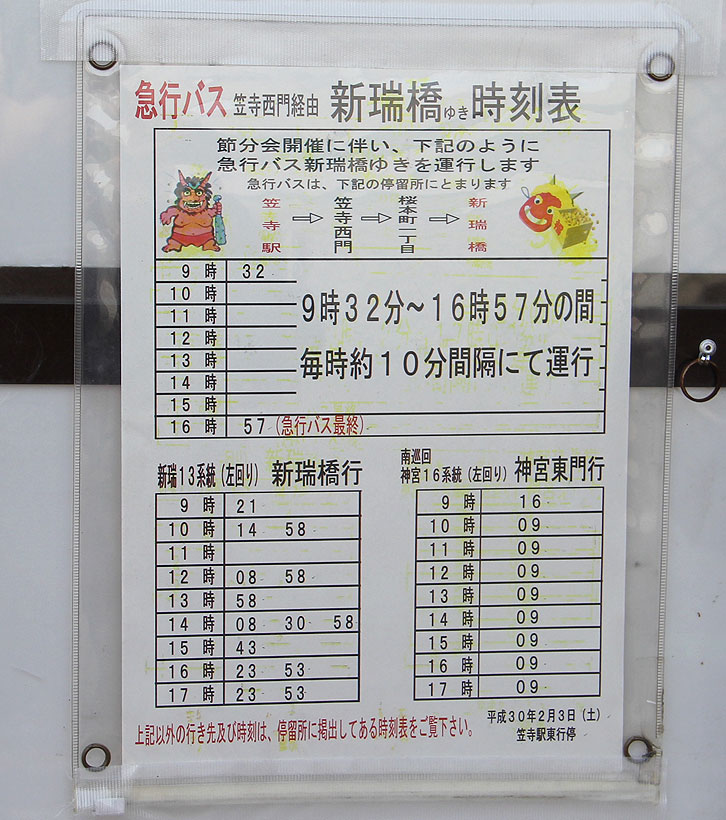 急行バス 笠寺西門経由 新瑞橋ゆき時刻表
節分会開催に伴い、下記のように
急行バス新瑞橋ゆきを運行します
急行バスは、下記の停留所にとまります
笠寺駅 ⇨ 笠寺西門 ⇨ 桜本町一丁目 ⇨ 新瑞橋
9時 32
10時
11時
12時
13時
14時
15時
16時 57(急行バス最終)
9時32分～16時57分の間
毎時約10分間隔にて運行
新瑞13系統(左回り) 新瑞橋行
9時 21
10時 14 58
11時
12時 08 58
13時 58
14時 08 30 58
15時 43
16時 23 53
17時 23 53
南巡回
神宮16系統(左回り) 神宮東門行
9時 16
10時 09
11時 09
12時 09
13時 09
14時 09
15時 09
16時 09
17時 09
上記以外の行き先及び時刻は、停留所に掲出してある時刻表をご覧下さい。
平成30年2月3日(土)
笠寺駅東行停